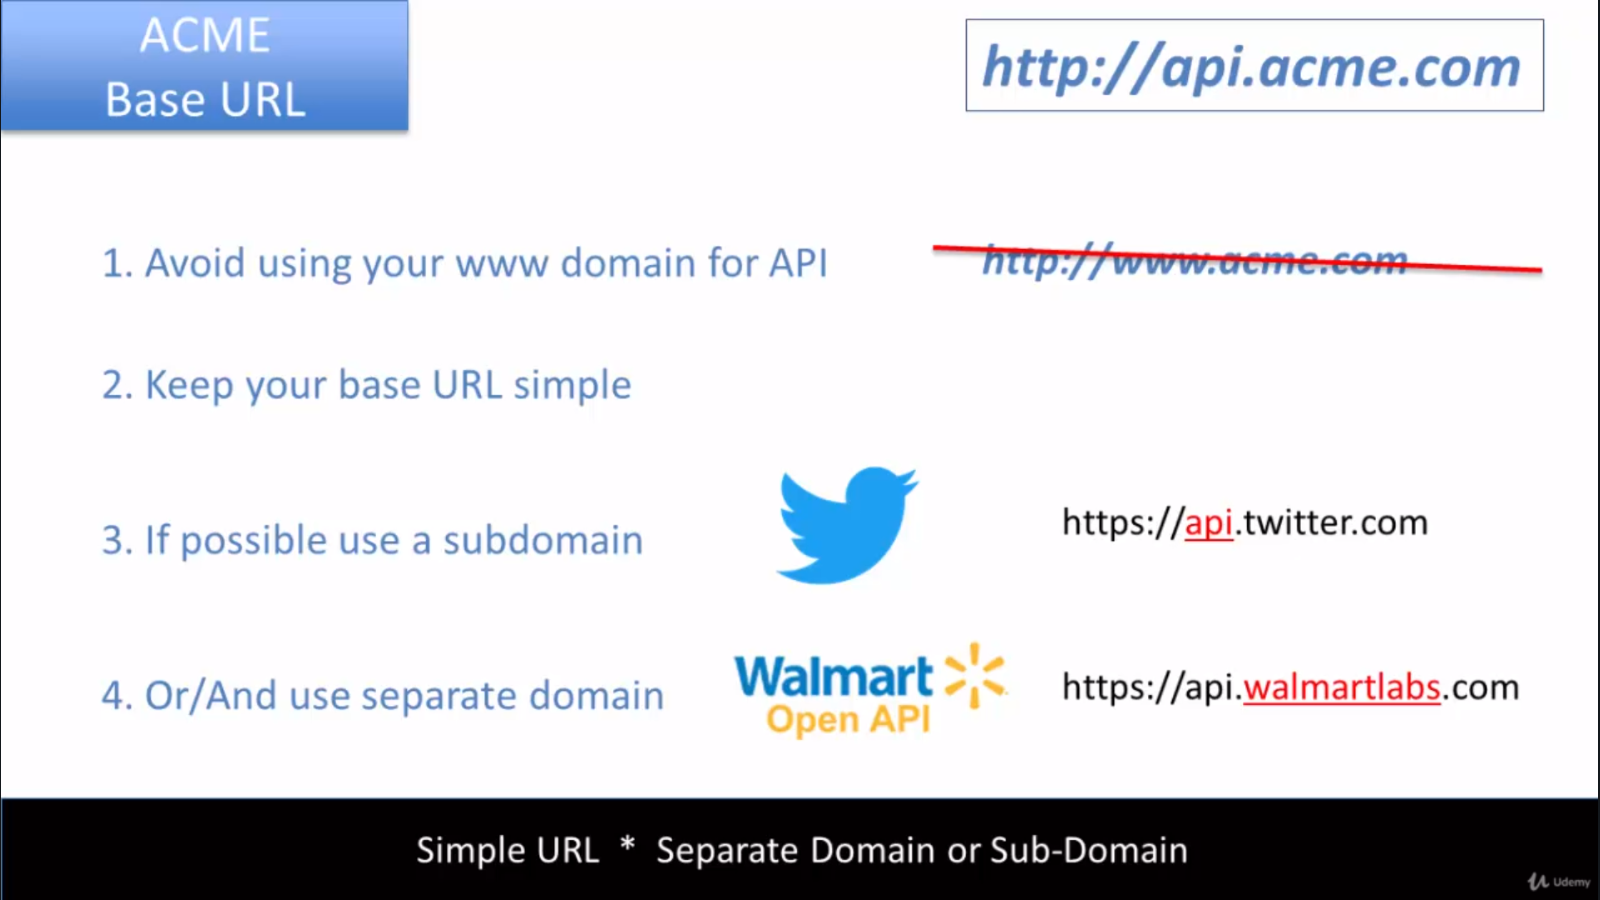 ACME
Base URL
http://api.acme.com
1. Avoid using your www domain for API
http://www.acme.com
2. Keep your base URL simple
3. If possible use a subdomain
https://api.twitter.com
4. Or/And use separate domain
Walmart
Open API
https://api.walmartlabs.com
Simple URL * Separate Domain or Sub-Domain
Udemy